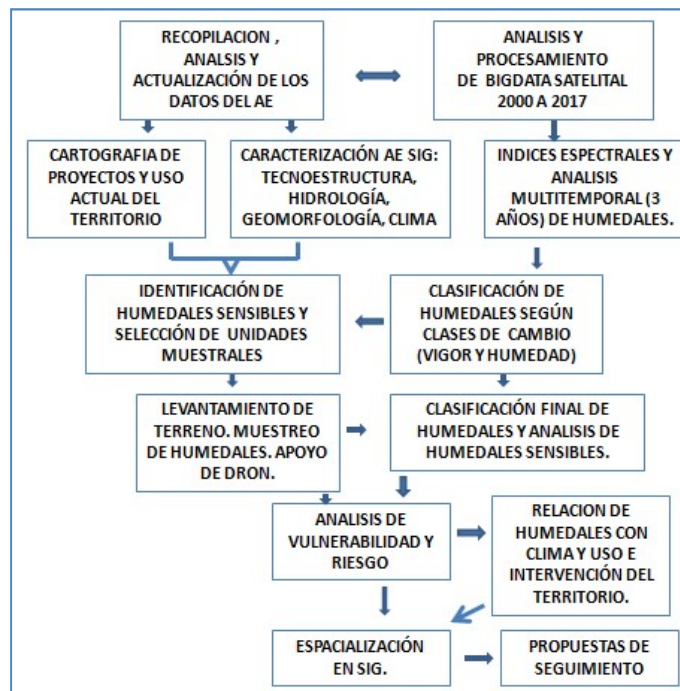 RECOPILACION ,
ANALSIS Y
ACTUALIZACIÓN DE LOS
DATOS DEL AE
ANALISIS Y
PROCESAMIENTO
DE BIGDATA SATELITAL
2000 A 2017
CARTOGRAFIA DE
PROYECTOS Y USO
ACTUAL DEL
TERRITORIO
CARACTERIZACIÓN AE SIG:
TECNOESTRUCTURA,
HIDROLOGÍA,
GEOMORFOLOGÍA, CLIMA
INDICES ESPECTRALES Y
ANALISIS
MULTITEMPORAL (3
AÑOS) DE HUMEDALES.
IDENTIFICACIÓN DE
HUMEDALES SENSIBLES Y
SELECCIÓN DE UNIDADES
MUESTRALES
CLASIFICACIÓN DE
HUMEDALES SEGÚN
CLASES DE CAMBIO
(VIGOR Y HUMEDAD)
LEVANTAMIENTO DE
TERRENO. MUESTREO
DE HUMEDALES. APOYO
DE DRON.
CLASIFICACIÓN FINAL DE
HUMEDALES Y ANALISIS DE
HUMEDALES SENSIBLES.
ANALISIS DE
VULNERABILIDAD Y
RIESGO
RELACION DE
HUMEDALES CON
CLIMA Y USO E
INTERVENCIÓN DEL
TERRITORIO.
ESPACIALIZACIÓN
EN SIG.
PROPUESTAS DE
SEGUIMIENTO